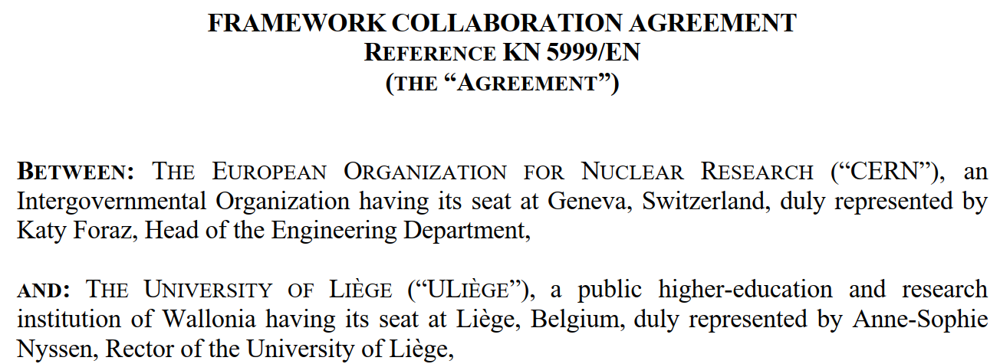 FRAMEWORK COLLABORATION AGREEMENT
REFERENCE KN 5999/EN
(THE “AGREEMENT”)
BETWEEN: THE EUROPEAN ORGANIZATION FOR NUCLEAR RESEARCH (“CERN”), an
Intergovernmental Organization having its seat at Geneva, Switzerland, duly represented by
Katy Foraz, Head of the Engineering Department,
AND: THE UNIVERSITY OF LIÈGE (“ULIÈGE”), a public higher-education and research
institution of Wallonia having its seat at Liège, Belgium, duly represented by Anne-Sophie
Nyssen, Rector of the University of Liège,